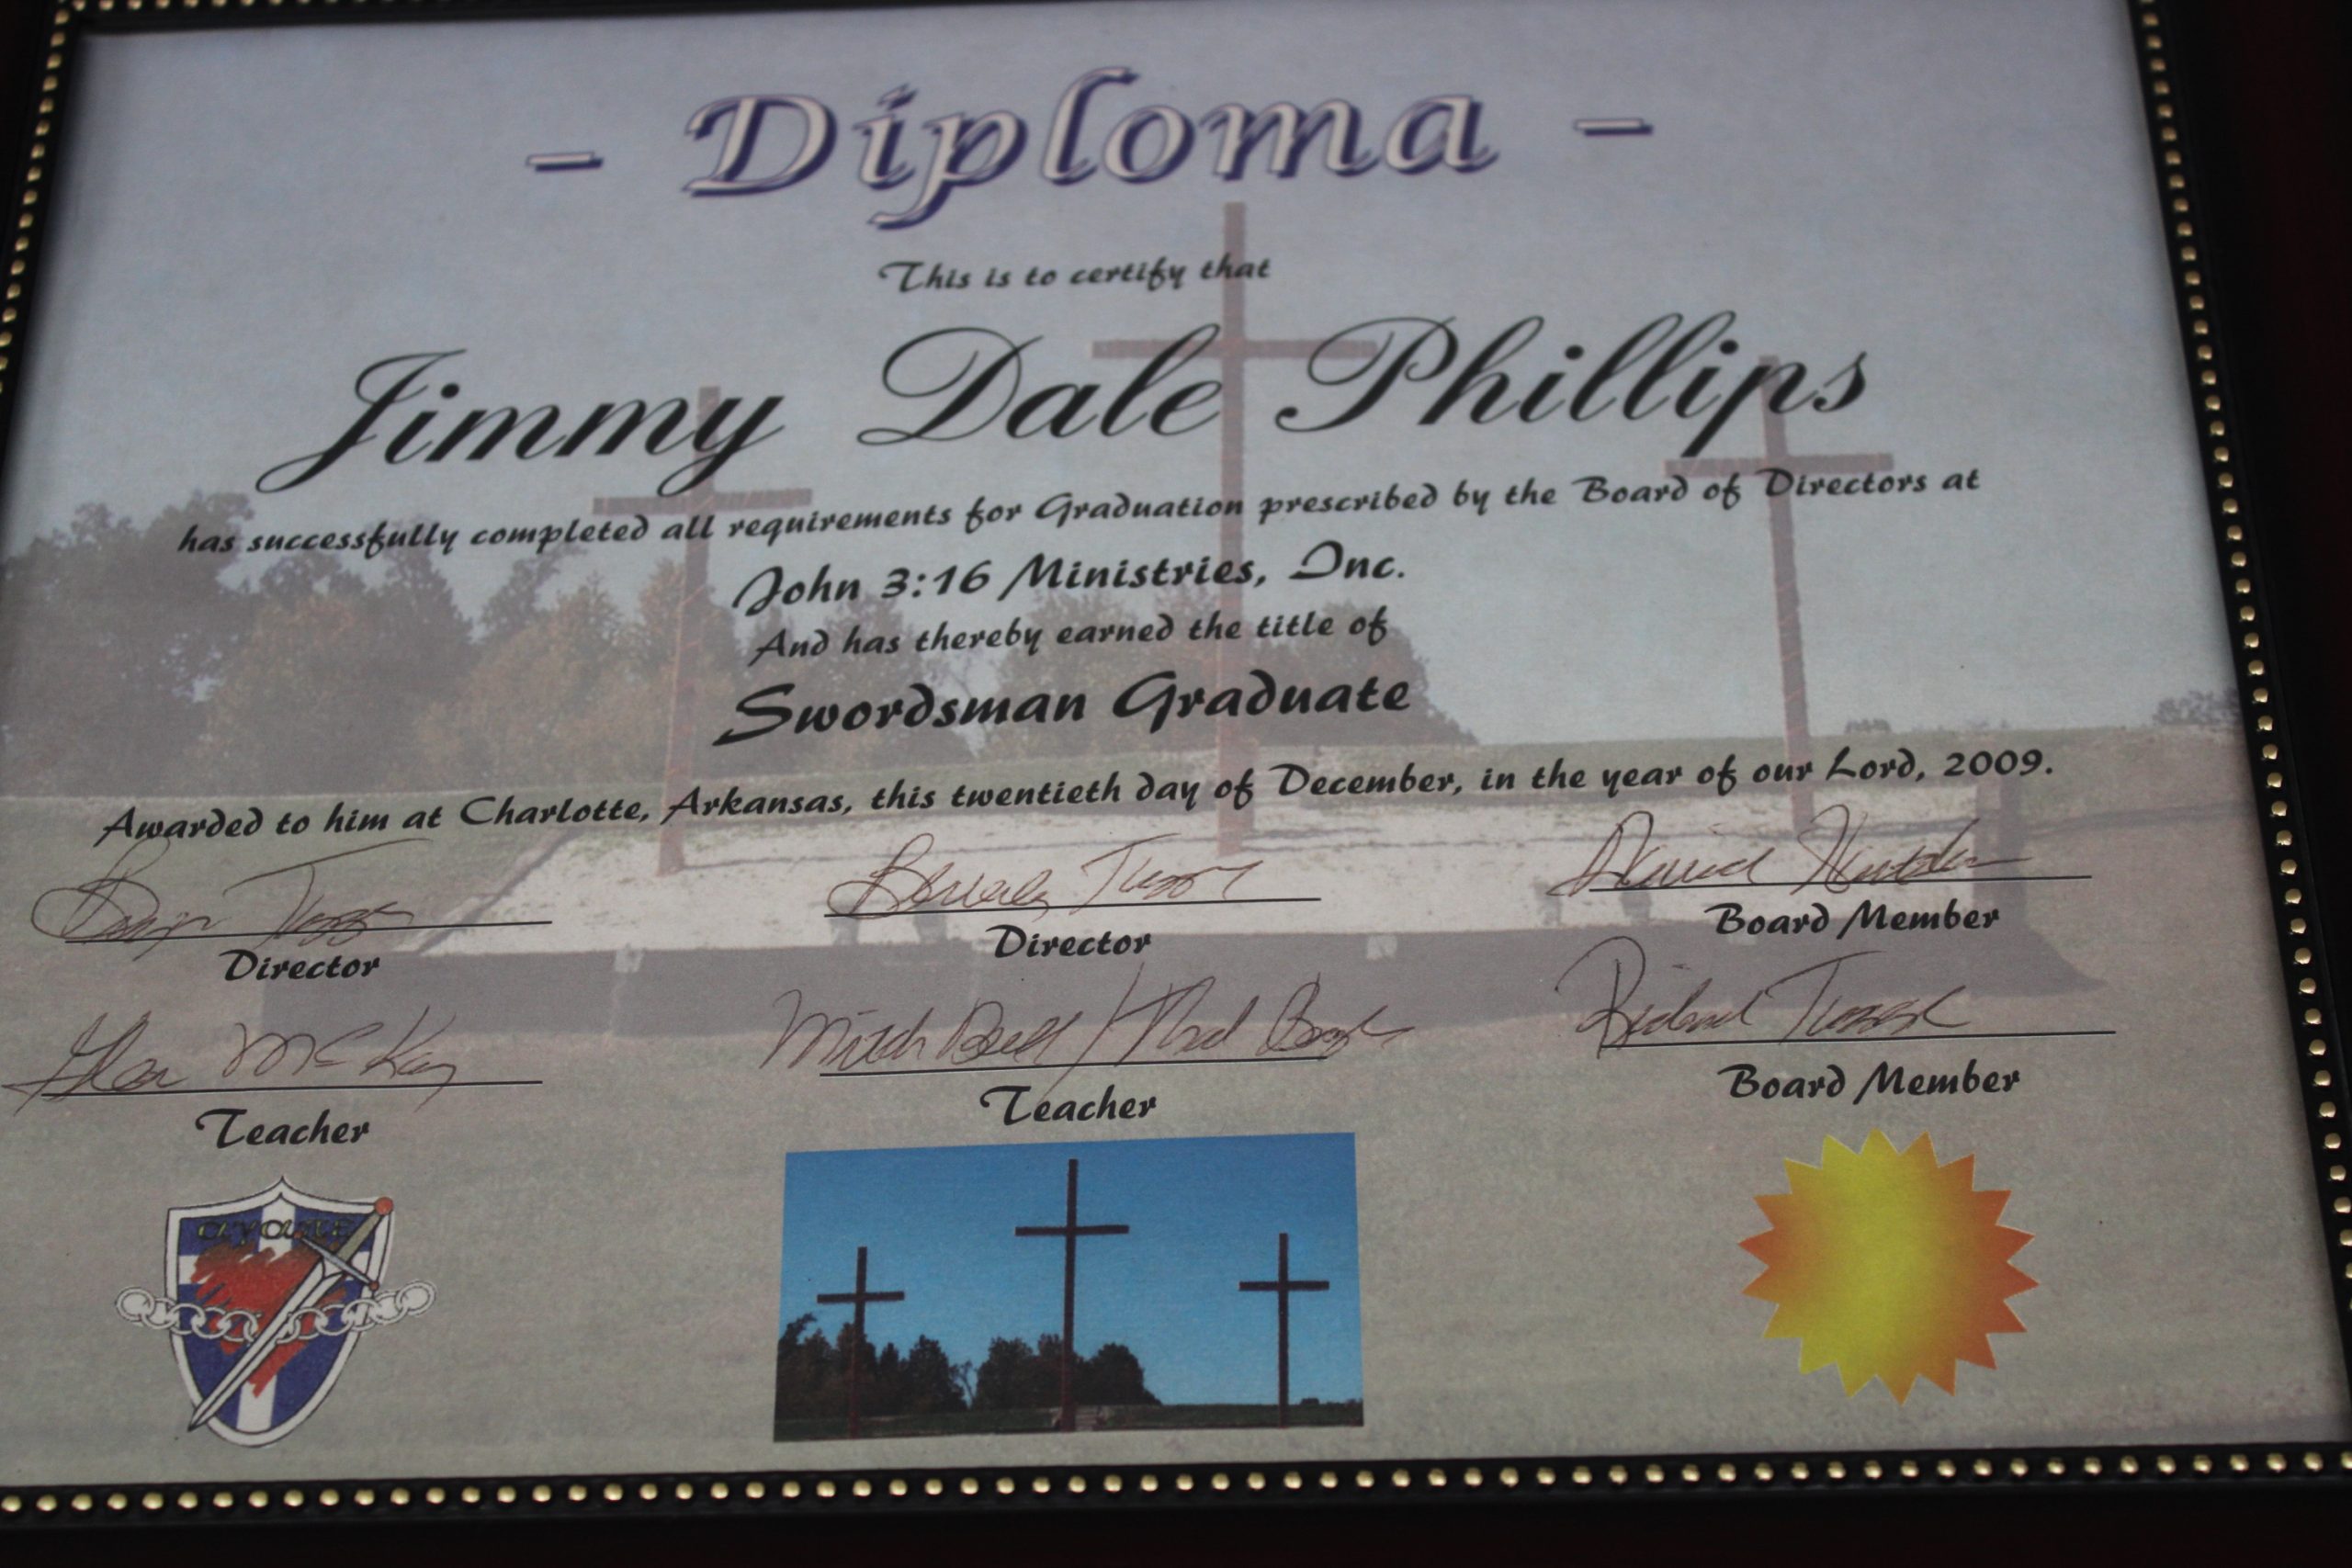 - Diploma -
This is to certify that
Jimmy Dale Phillips
has successfully completed all requirements for Graduation prescribed by the Board of Directors at
John 3:16 Ministries, Inc.
And has thereby earned the title of
Swordsman Graduate
Awarded to him at Charlotte, Arkansas, this twentieth day of December, in the year of our Lord, 2009.
Director
Director
Board Member
McKay
Mitch
Richard
Teacher
Teacher
Board Member